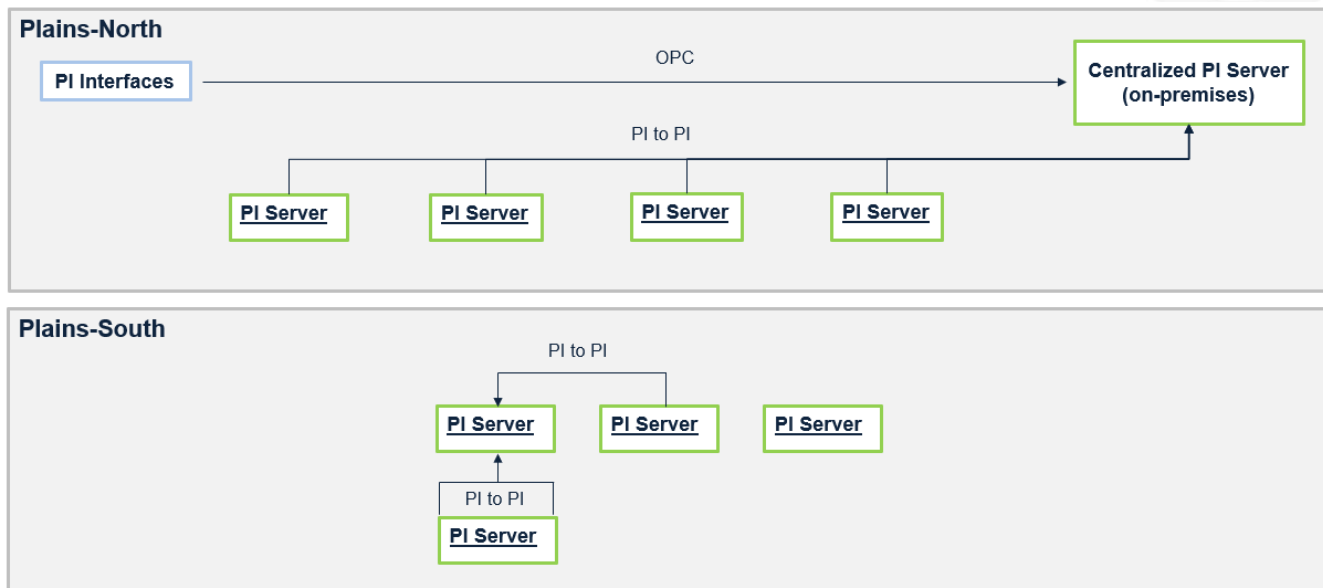 Plains-North
PI Interfaces
OPC
Centralized PI Server
(on-premises)
PI to PI
PI Server
PI Server
PI Server
PI Server
Plains-South
PI to PI
PI Server
PI Server
PI Server
PI to PI
PI Server